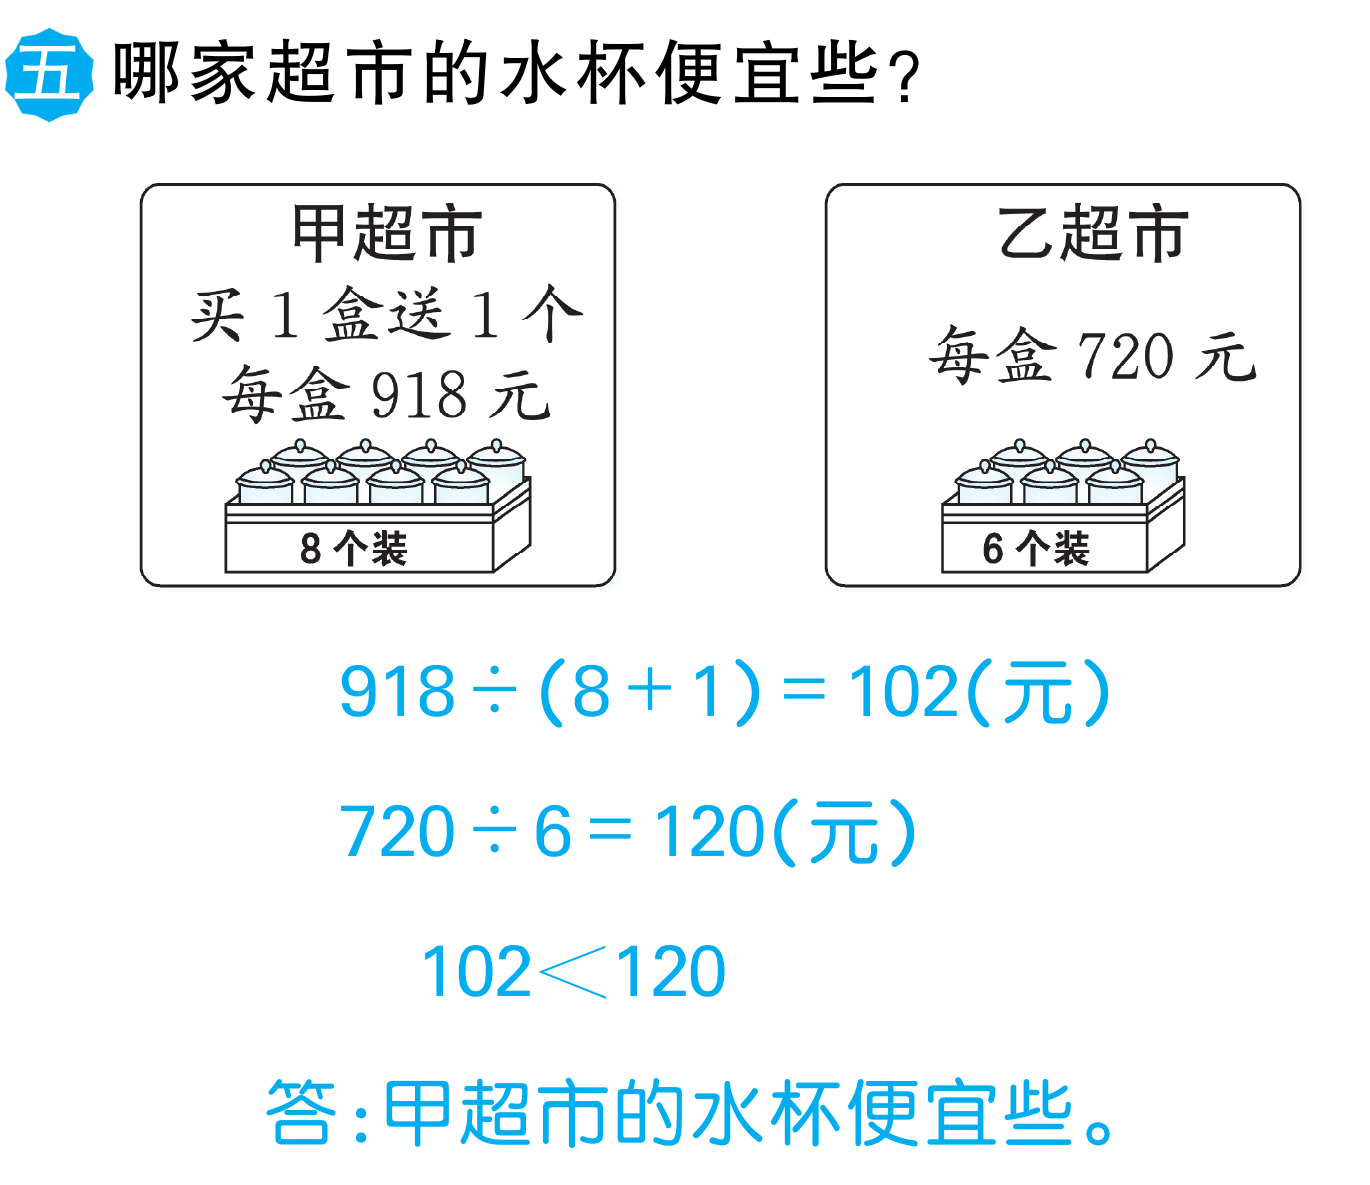 五 哪家超市的水杯便宜些?
甲超市
买1盒送1个
每盒918元
8个装
乙超市
每盒720元
6个装
918÷(8+1)=102(元)
720÷6=120(元)
102<120
答:甲超市的水杯便宜些。